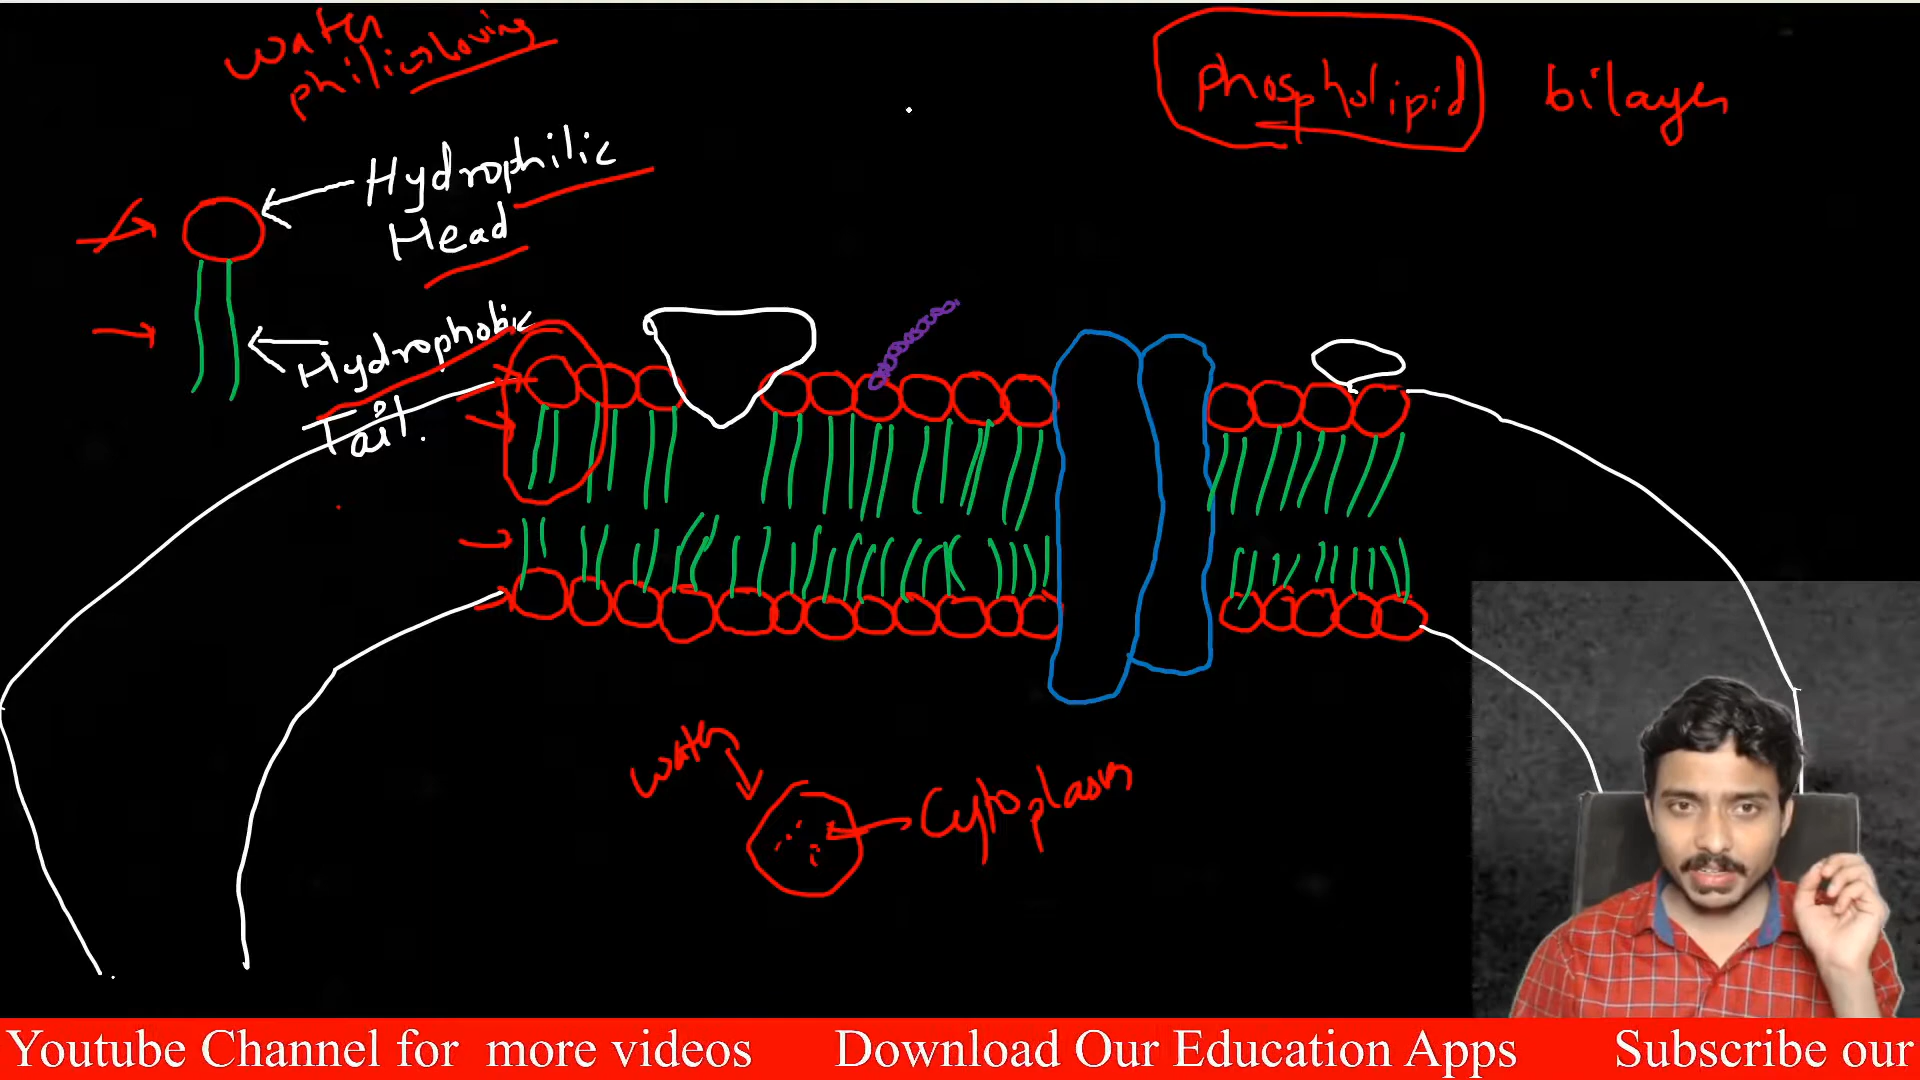 water
philic→loving
phospholipid bilayer
Hydrophilic
Head
Hydrophobic
Tail.
water
Cytoplasm
Youtube Channel for more videos Download Our Education Apps Subscribe our